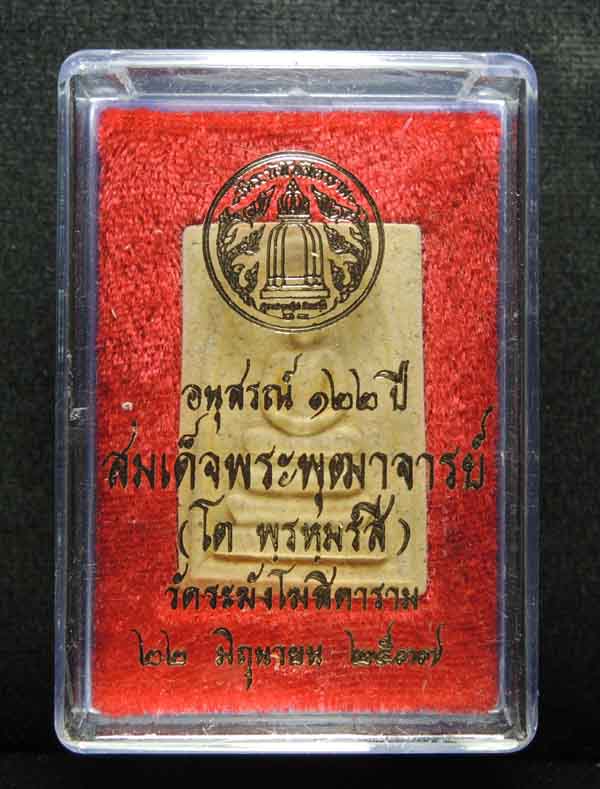 อนุสรณ์ ๑๒๒ ปี
สมเด็จพระพุฒาจารย์
(โต พรหมรํสี)
วัดระฆังโฆสิตาราม
๒๒ มิถุนายน ๒๕๓๗